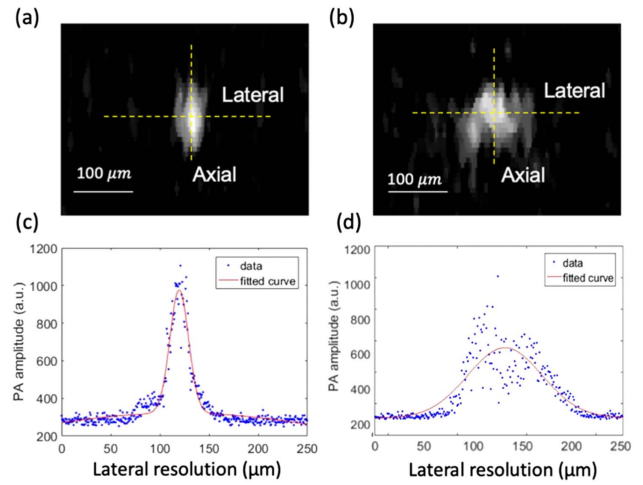 (a)
(b)
Lateral
Axial
100 μm
Lateral
Axial
100 μm
(c)
(d)
1200
1000
800
600
400
200
PA amplitude (a.u.)
data
fitted curve
0 50 100 150 200 250
Lateral resolution (μm)
1200
1000
800
600
400
200
PA amplitude (a.u.)
data
fitted curve
0 50 100 150 200 250
Lateral resolution (μm)